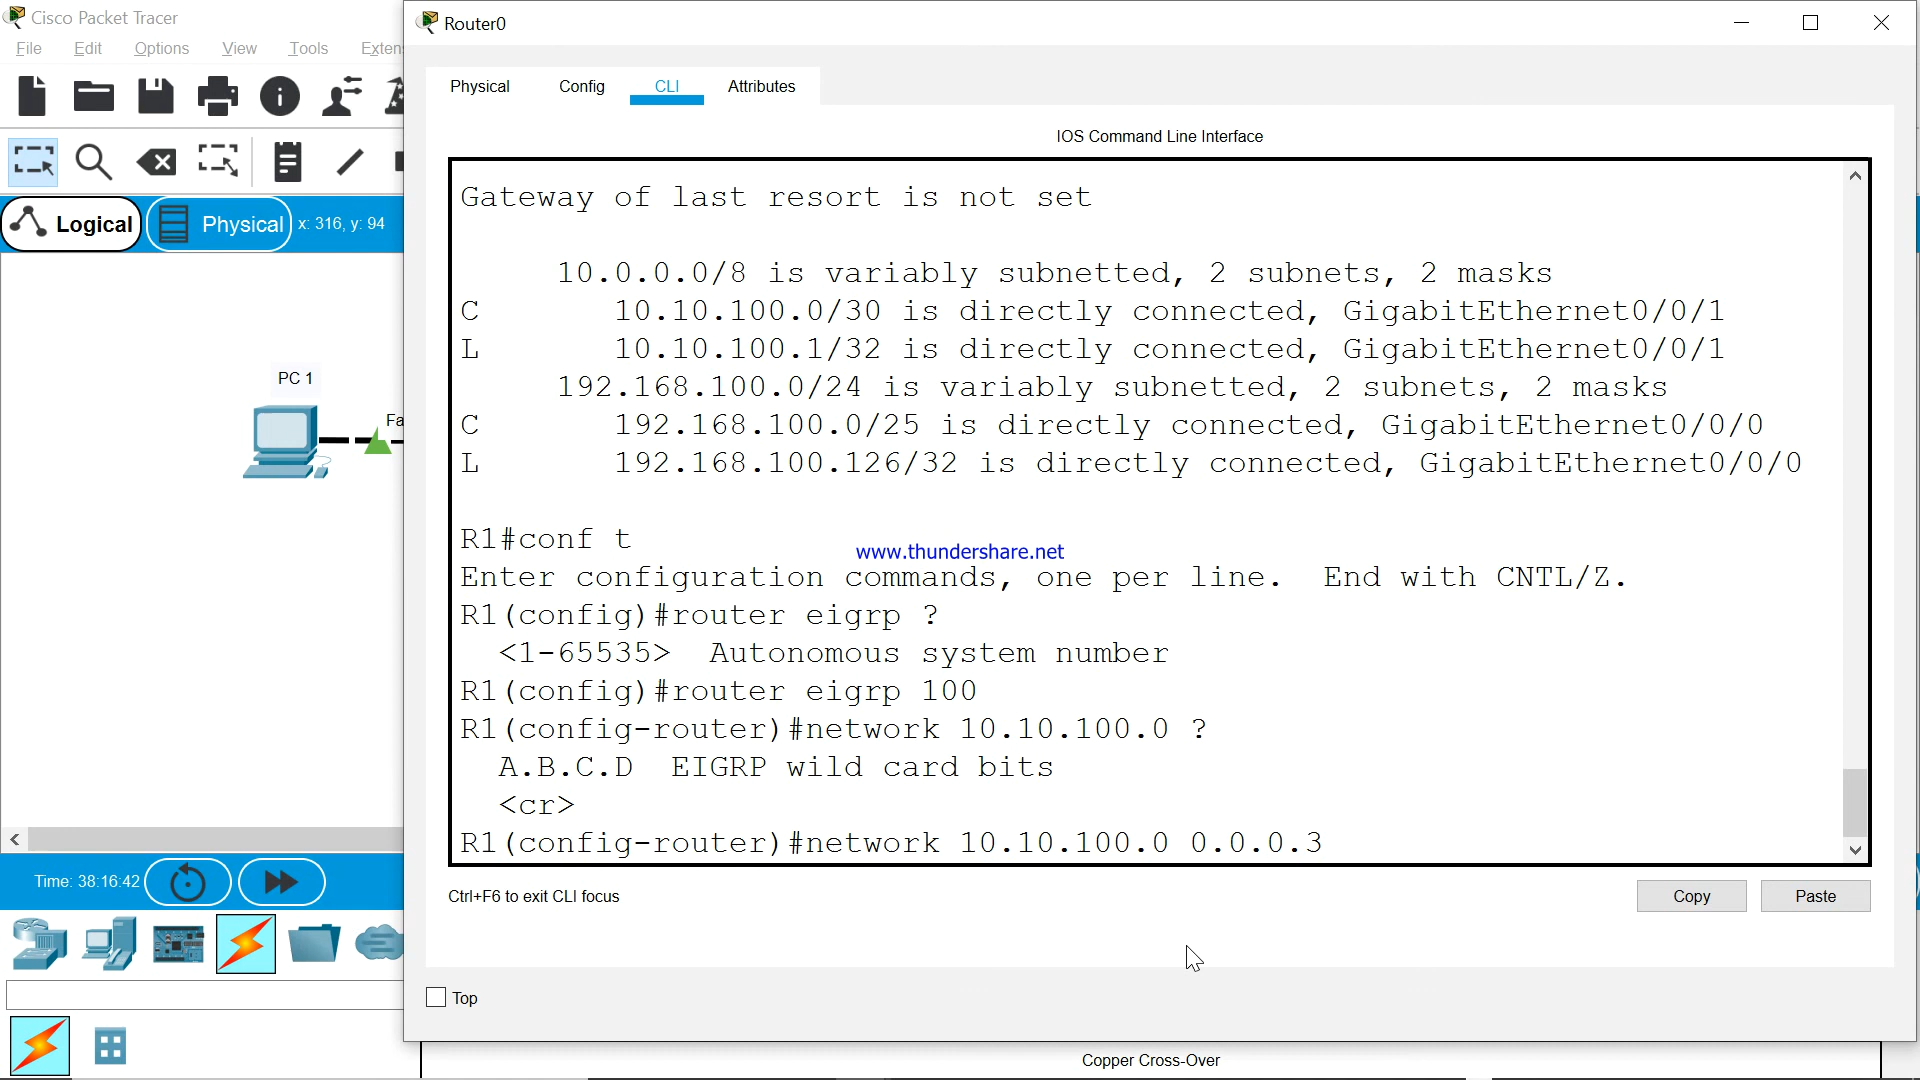 Cisco Packet Tracer
File Edit Options View Tools Exten
Logical Physical x: 316, y: 94
PC 1
Fa
Time: 38:16:42
Router0
Physical Config CLI Attributes
IOS Command Line Interface
Gateway of last resort is not set
10.0.0.0/8 is variably subnetted, 2 subnets, 2 masks
C 10.10.100.0/30 is directly connected, GigabitEthernet0/0/1
L 10.10.100.1/32 is directly connected, GigabitEthernet0/0/1
192.168.100.0/24 is variably subnetted, 2 subnets, 2 masks
C 192.168.100.0/25 is directly connected, GigabitEthernet0/0/0
L 192.168.100.126/32 is directly connected, GigabitEthernet0/0/0
R1#conf t
www.thundershare.net
Enter configuration commands, one per line. End with CNTL/Z.
R1(config)#router eigrp ?
<1-65535> Autonomous system number
R1(config)#router eigrp 100
R1(config-router)#network 10.10.100.0 ?
A.B.C.D EIGRP wild card bits
<cr>
R1(config-router)#network 10.10.100.0 0.0.0.3
Ctrl+F6 to exit CLI focus
Copy Paste
Top
Copper Cross-Over